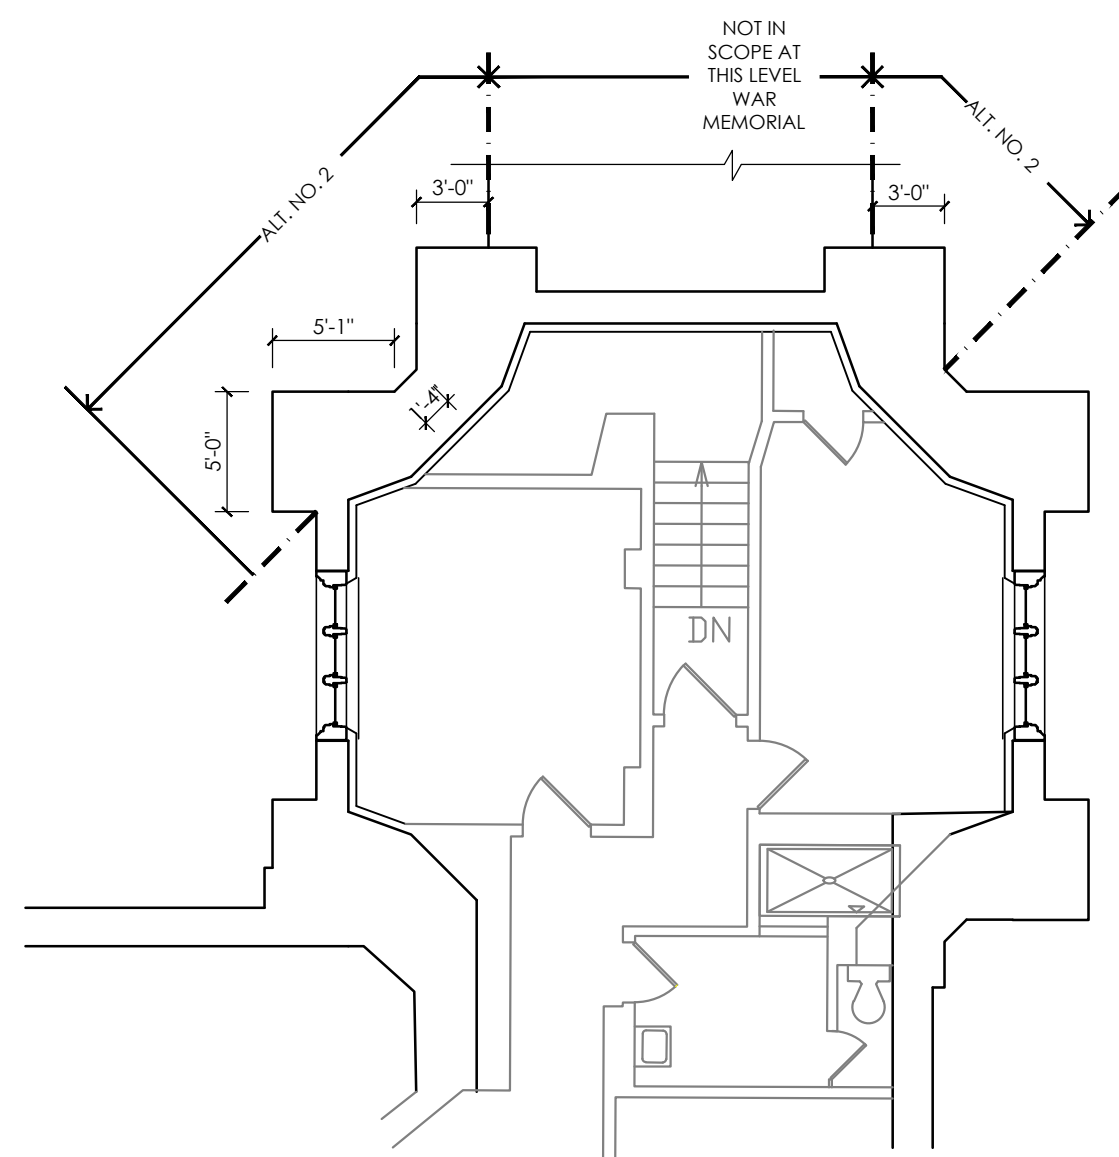 NOT IN
SCOPE AT
THIS LEVEL
WAR
MEMORIAL
ALT. NO. 2
ALT. NO. 2
3'-0"
3'-0"
5'-1"
1'-4"
5'-0"
DN